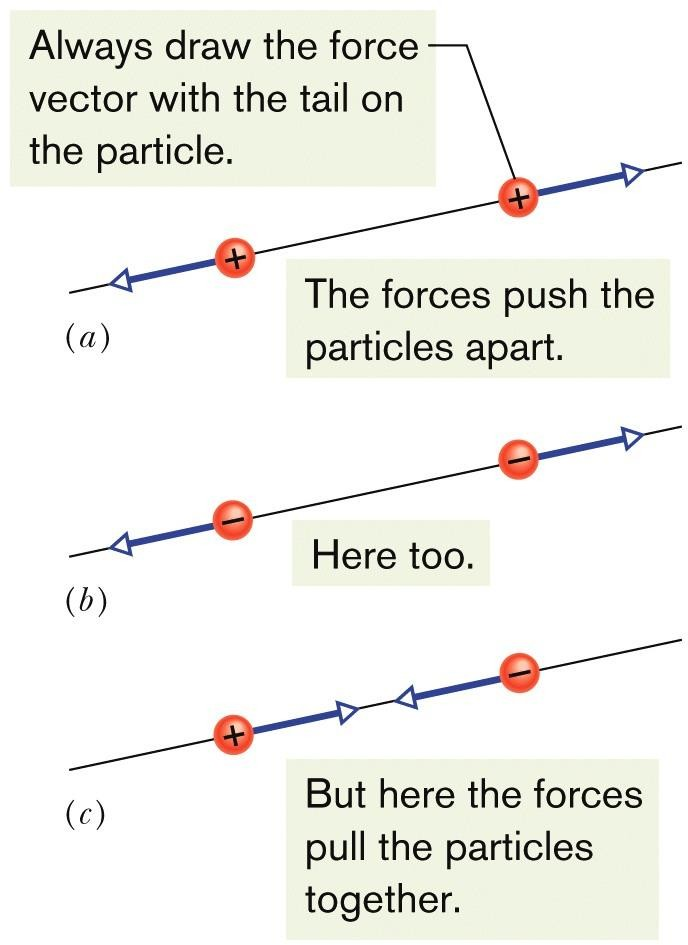 Always draw the force
vector with the tail on
the particle.
+
+
(a)
The forces push the
particles apart.
−
−
Here too.
(b)
−
+
But here the forces
pull the particles
together.
(c)